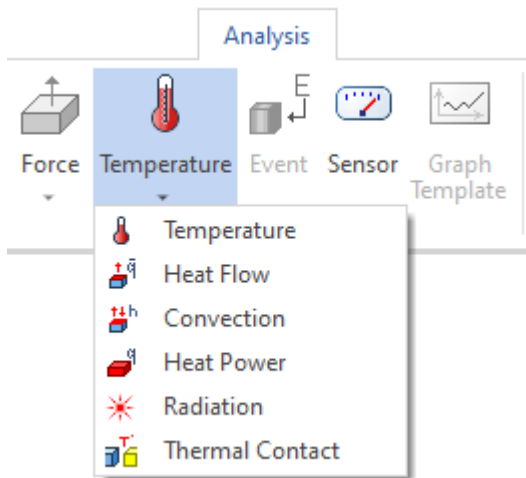 Analysis
E
Force Temperature Event Sensor Graph
Template
Temperature
q̄ Heat Flow
h Convection
q Heat Power
Radiation
T Thermal Contact